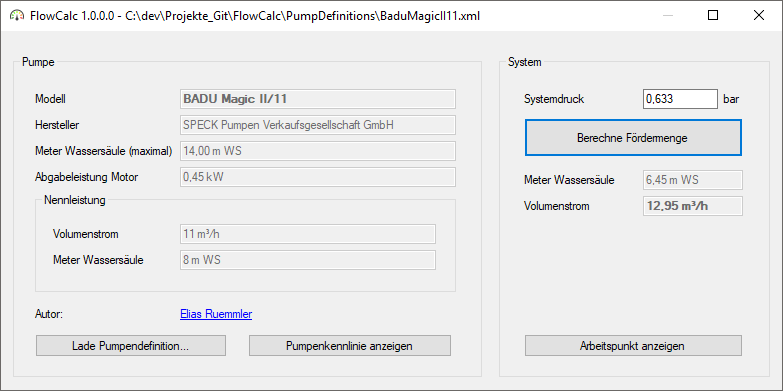 FlowCalc 1.0.0.0 - C:\dev\Projekte_Git\FlowCalc\PumpDefinitions\BaduMagicII11.xml
Pumpe
Modell BADU Magic II/11
Hersteller SPECK Pumpen Verkaufsgesellschaft GmbH
Meter Wassersäule (maximal) 14,00 m WS
Abgabeleistung Motor 0,45 kW
Nennleistung
Volumenstrom 11 m³/h
Meter Wassersäule 8 m WS
Autor: Elias Ruemmler
Lade Pumpendefinition... Pumpenkennlinie anzeigen
System
Systemdruck 0,633 bar
Berechne Fördermenge
Meter Wassersäule 6,45 m WS
Volumenstrom 12,95 m³/h
Arbeitspunkt anzeigen